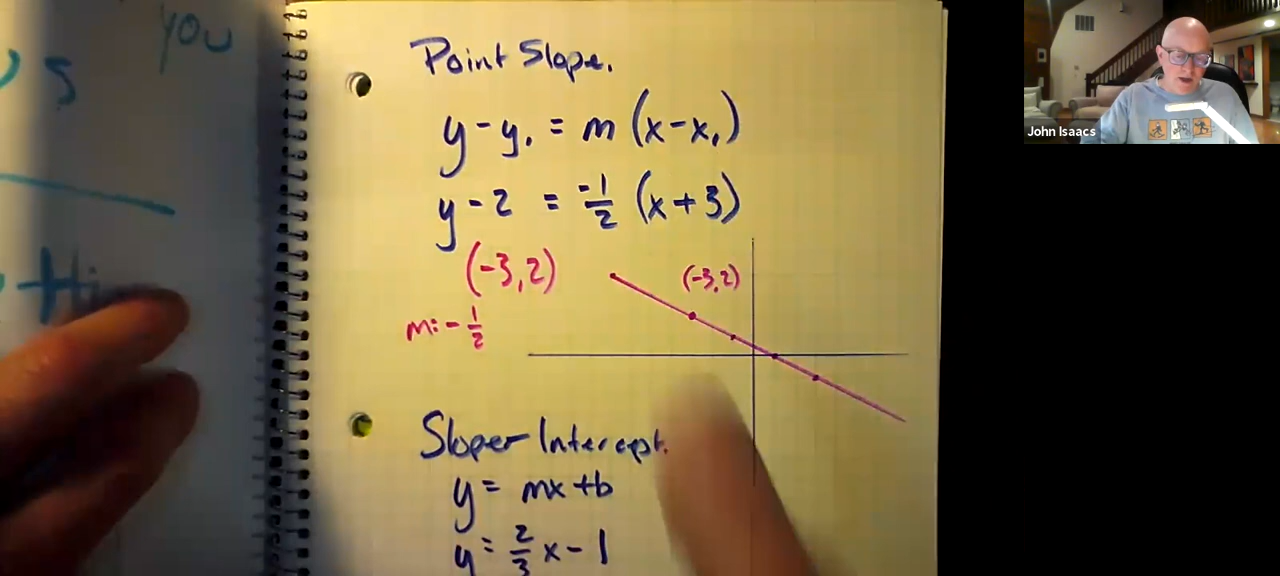 you
Point Slope.
y - y₁ = m (x - x₁)
y - 2 = -1/2 (x + 3)
(-3, 2)
(-3, 2)
m: - 1/2
Sloper Intercept.
y = mx + b
y = 2/3 x - 1
John Isaacs